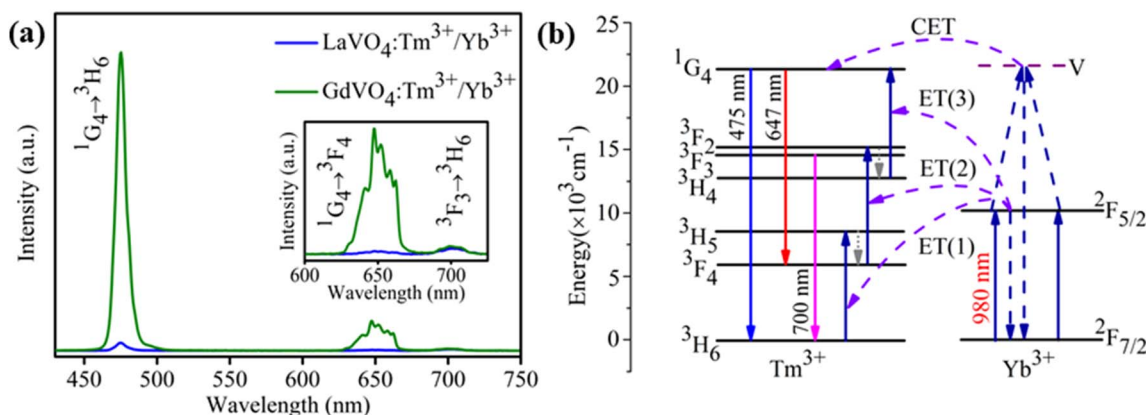 (a)
LaVO₄:Tm³⁺/Yb³⁺
GdVO₄:Tm³⁺/Yb³⁺
¹G₄→³H₆
Intensity (a.u.)
Intensity (a.u.)
¹G₄→³F₄
³F₃→³H₆
600 650 700
Wavelength (nm)
450 500 550 600 650 700 750
Wavelength (nm)
(b)
Energy(×10³cm⁻¹)
25
20
15
10
5
0
CET
¹G₄
V
475 nm
647 nm
ET(3)
³F₂
³F₃
³H₄
ET(2)
²F₅/₂
³H₅
ET(1)
³F₄
700 nm
980 nm
³H₆
²F₇/₂
Tm³⁺
Yb³⁺